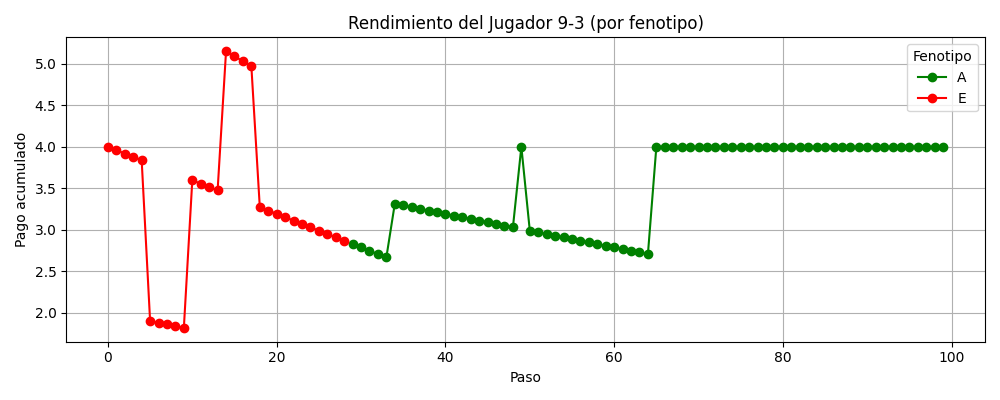 Rendimiento del Jugador 9-3 (por fenotipo)
Pago acumulado
5.0
4.5
4.0
3.5
3.0
2.5
2.0
Fenotipo
A
E
0 20 40 60 80 100
Paso